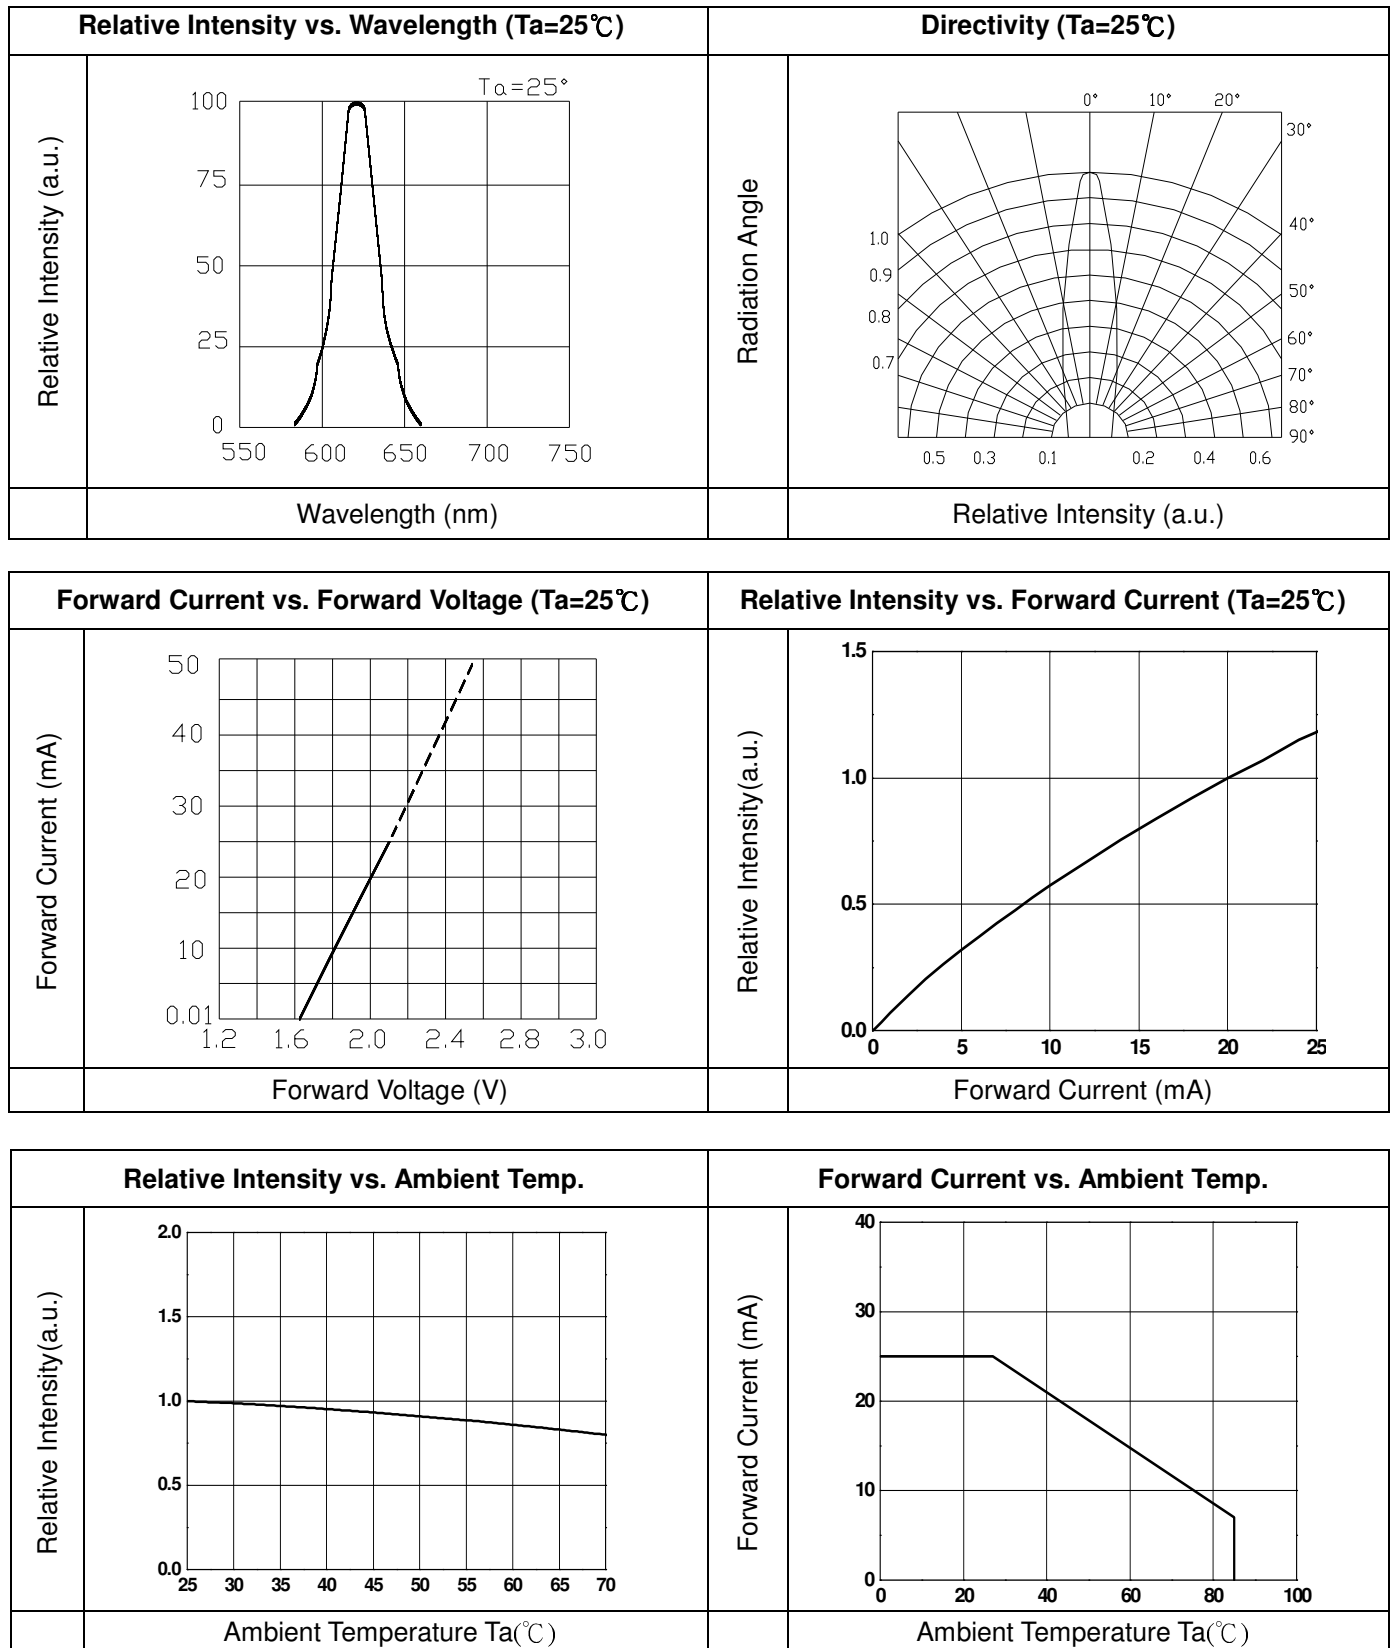 Relative Intensity vs. Wavelength (Ta=25℃)
Directivity (Ta=25℃)
Relative Intensity (a.u.)
Ta=25°
100
75
50
25
0
550 600 650 700 750
Wavelength (nm)
Radiation Angle
0° 10° 20°
30°
40°
50°
60°
70°
80°
90°
1.0
0.9
0.8
0.7
0.5 0.3 0.1 0.2 0.4 0.6
Relative Intensity (a.u.)
Forward Current vs. Forward Voltage (Ta=25℃)
Relative Intensity vs. Forward Current (Ta=25℃)
Forward Current (mA)
50
40
30
20
10
0.01
1.2 1.6 2.0 2.4 2.8 3.0
Forward Voltage (V)
Relative Intensity(a.u.)
1.5
1.0
0.5
0.0
0 5 10 15 20 25
Forward Current (mA)
Relative Intensity vs. Ambient Temp.
Forward Current vs. Ambient Temp.
Relative Intensity(a.u.)
2.0
1.5
1.0
0.5
0.0
25 30 35 40 45 50 55 60 65 70
Ambient Temperature Ta(℃)
Forward Current (mA)
40
30
20
10
0
0 20 40 60 80 100
Ambient Temperature Ta(℃)